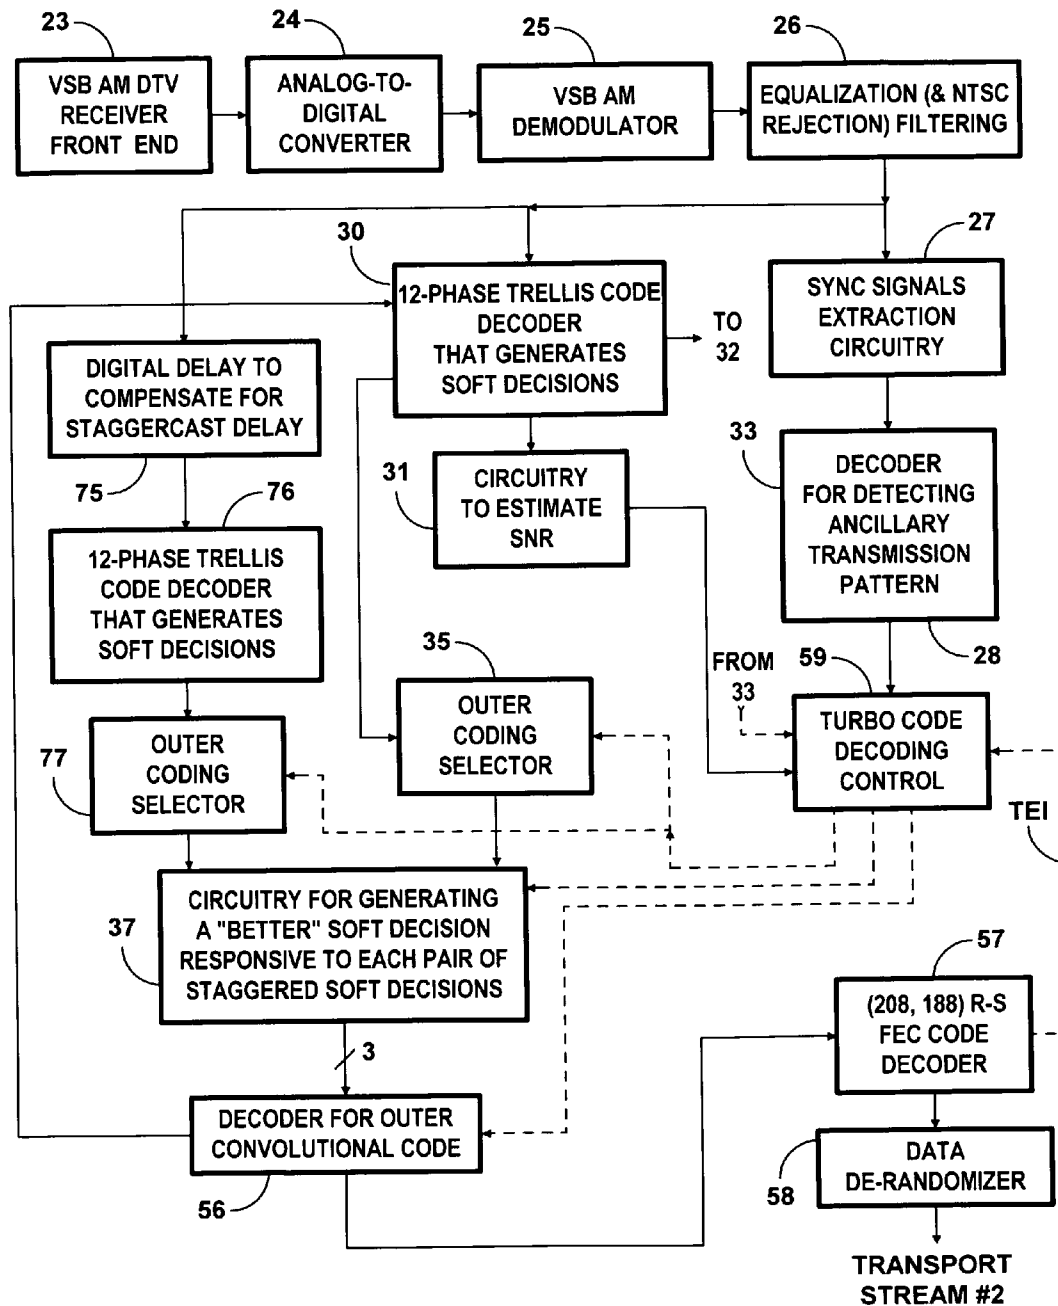 23
24
25
26
VSB AM DTV
RECEIVER
FRONT END
ANALOG-TO-
DIGITAL
CONVERTER
VSB AM
DEMODULATOR
EQUALIZATION (& NTSC
REJECTION) FILTERING
30
27
12-PHASE TRELLIS CODE
DECODER
THAT GENERATES
SOFT DECISIONS
TO
32
SYNC SIGNALS
EXTRACTION
CIRCUITRY
DIGITAL DELAY TO
COMPENSATE FOR
STAGGERCAST DELAY
75
76
31
CIRCUITRY
TO ESTIMATE
SNR
33
DECODER
FOR DETECTING
ANCILLARY
TRANSMISSION
PATTERN
28
12-PHASE TRELLIS
CODE DECODER
THAT GENERATES
SOFT DECISIONS
35
FROM
33
59
OUTER
CODING
SELECTOR
TURBO CODE
DECODING
CONTROL
77
OUTER
CODING
SELECTOR
TEI
37
CIRCUITRY FOR GENERATING
A "BETTER" SOFT DECISION
RESPONSIVE TO EACH PAIR OF
STAGGERED SOFT DECISIONS
57
(208, 188) R-S
FEC CODE
DECODER
3
DECODER FOR OUTER
CONVOLUTIONAL CODE
56
58
DATA
DE-RANDOMIZER
TRANSPORT
STREAM #2